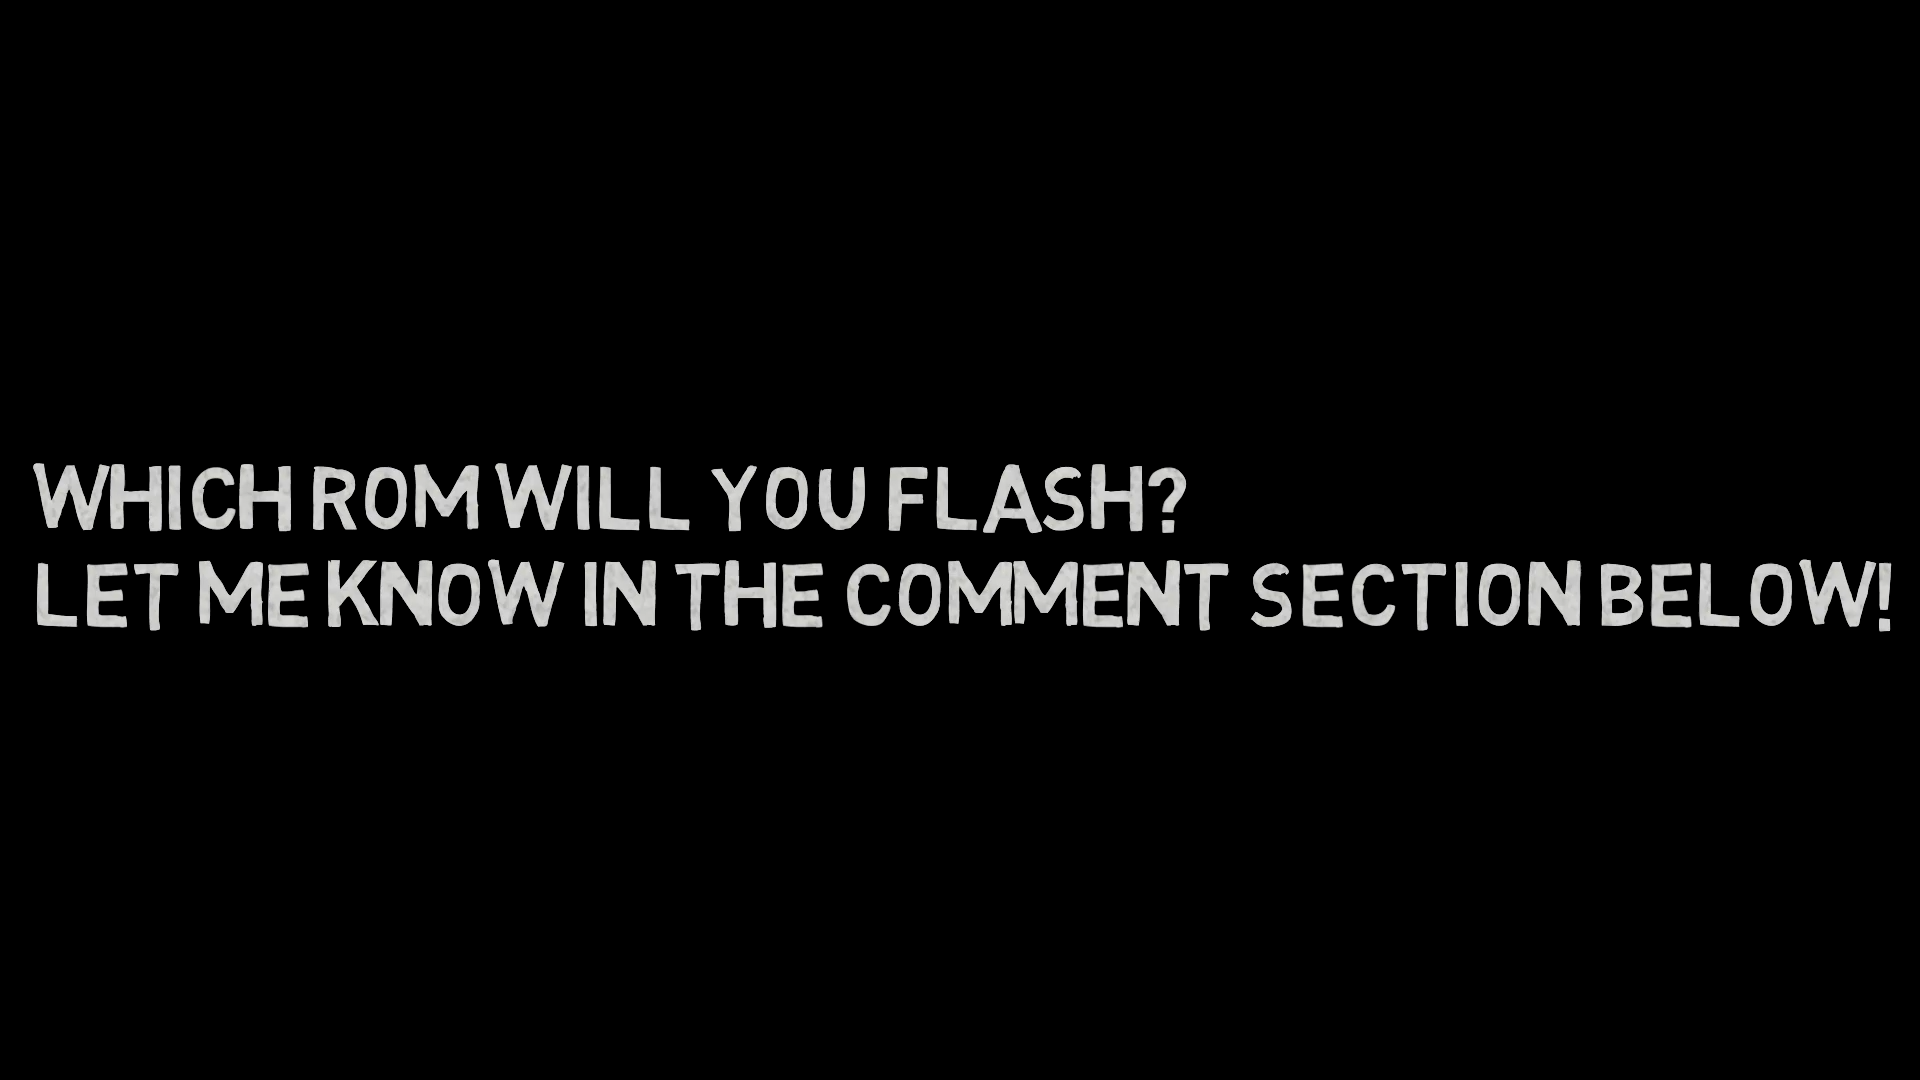 WHICH ROM WILL YOU FLASH?
LET ME KNOW IN THE COMMENT SECTION BELOW!